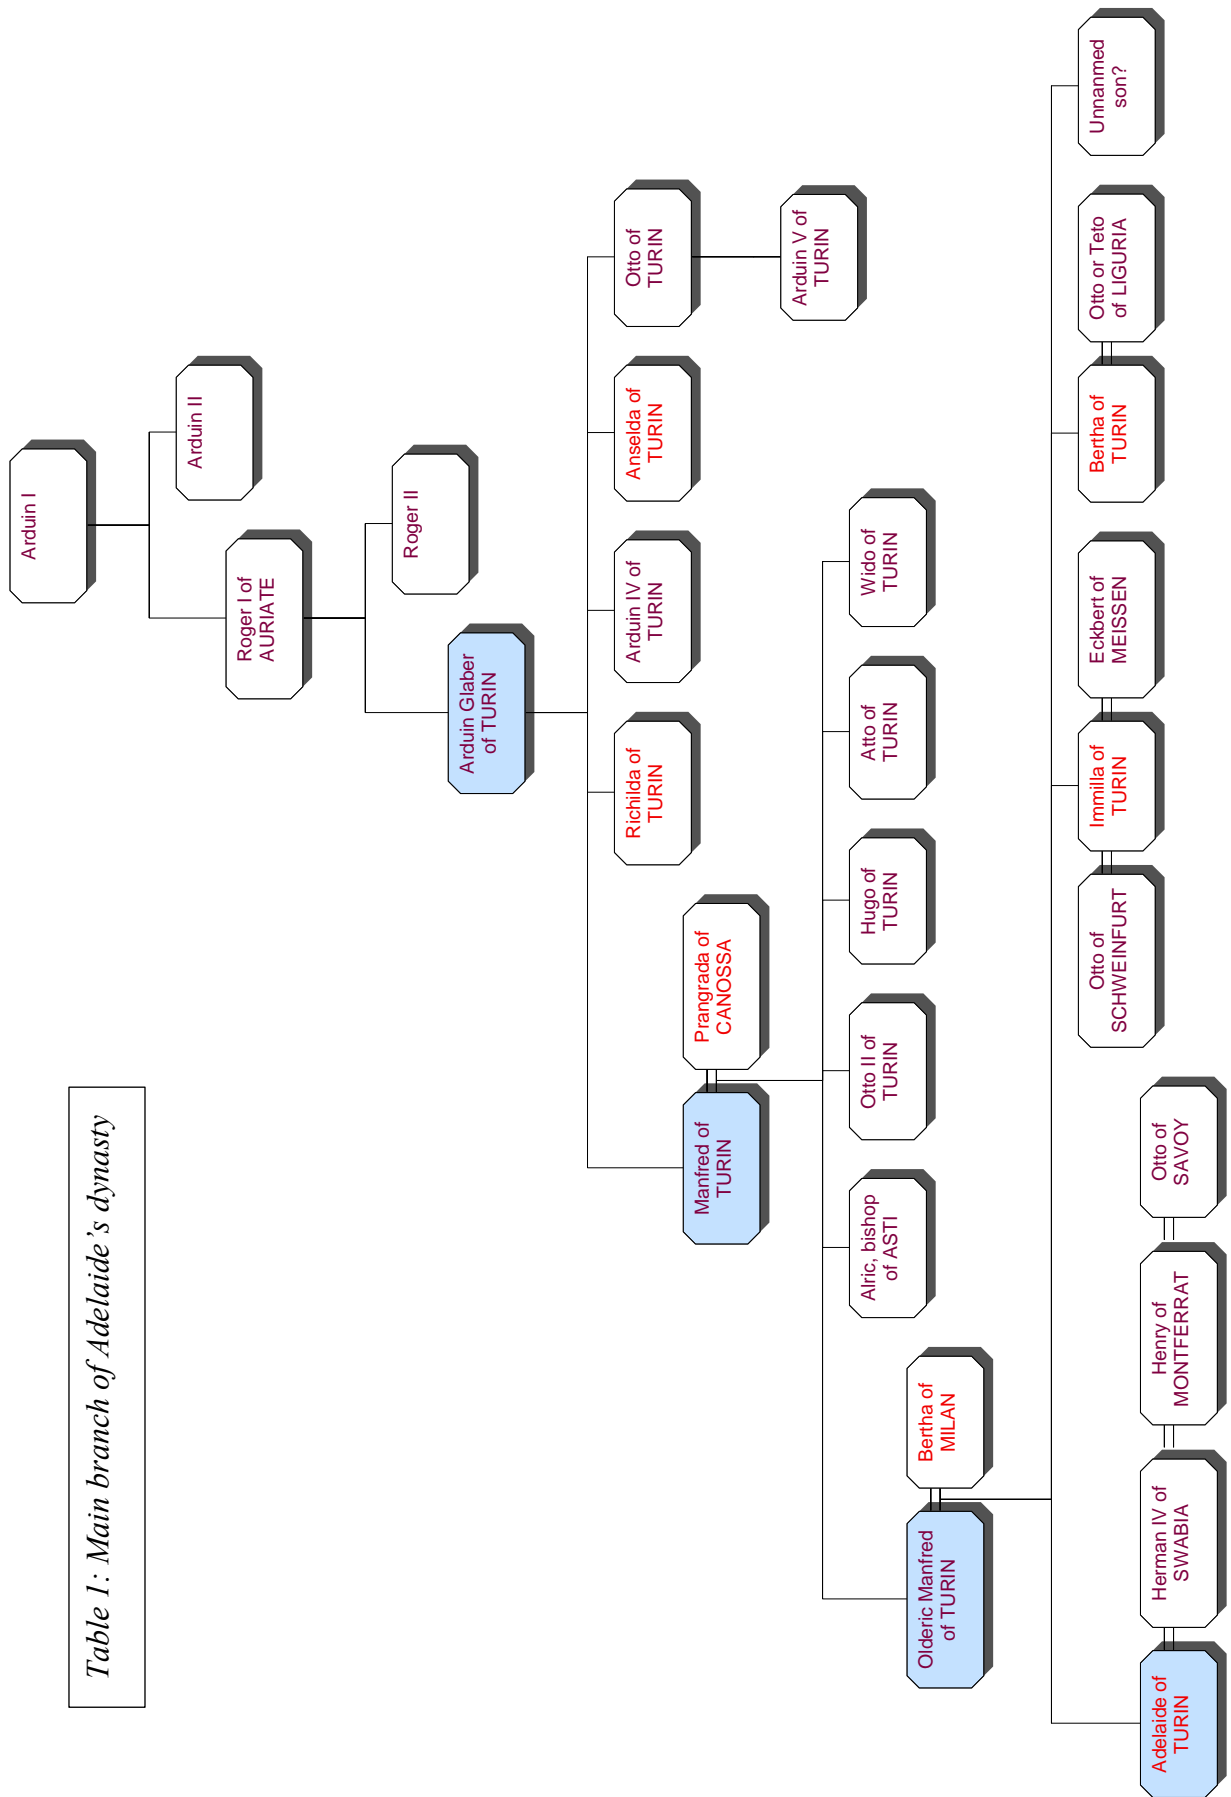 Table 1: Main branch of Adelaide's dynasty
Arduin I
Arduin II
Roger I of
AURIATE
Roger II
Arduin Glaber
of TURIN
Richilda of
TURIN
Arduin IV of
TURIN
Anselda of
TURIN
Otto of
TURIN
Manfred of
TURIN
Prangrada of
CANOSSA
Arduin V of
TURIN
Alric, bishop
of ASTI
Otto II of
TURIN
Hugo of
TURIN
Atto of
TURIN
Wido of
TURIN
Olderic Manfred
of TURIN
Bertha of
MILAN
Otto of
SCHWEINFURT
Immilla of
TURIN
Eckbert of
MEISSEN
Bertha of
TURIN
Otto or Teto
of LIGURIA
Unnanmed
son?
Adelaide of
TURIN
Herman IV of
SWABIA
Henry of
MONTFERRAT
Otto of
SAVOY